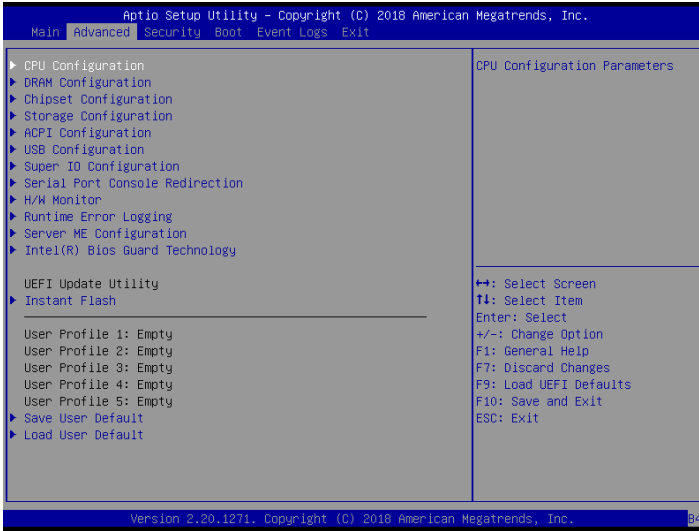 Aptio Setup Utility – Copyright (C) 2018 American Megatrends, Inc.
Main Advanced Security Boot Event Logs Exit
CPU Configuration
DRAM Configuration
Chipset Configuration
Storage Configuration
ACPI Configuration
USB Configuration
Super IO Configuration
Serial Port Console Redirection
H/W Monitor
Runtime Error Logging
Server ME Configuration
Intel(R) Bios Guard Technology
UEFI Update Utility
Instant Flash
User Profile 1: Empty
User Profile 2: Empty
User Profile 3: Empty
User Profile 4: Empty
User Profile 5: Empty
Save User Default
Load User Default
CPU Configuration Parameters
↔: Select Screen
↑↓: Select Item
Enter: Select
+/-: Change Option
F1: General Help
F7: Discard Changes
F9: Load UEFI Defaults
F10: Save and Exit
ESC: Exit
Version 2.20.1271. Copyright (C) 2018 American Megatrends, Inc.